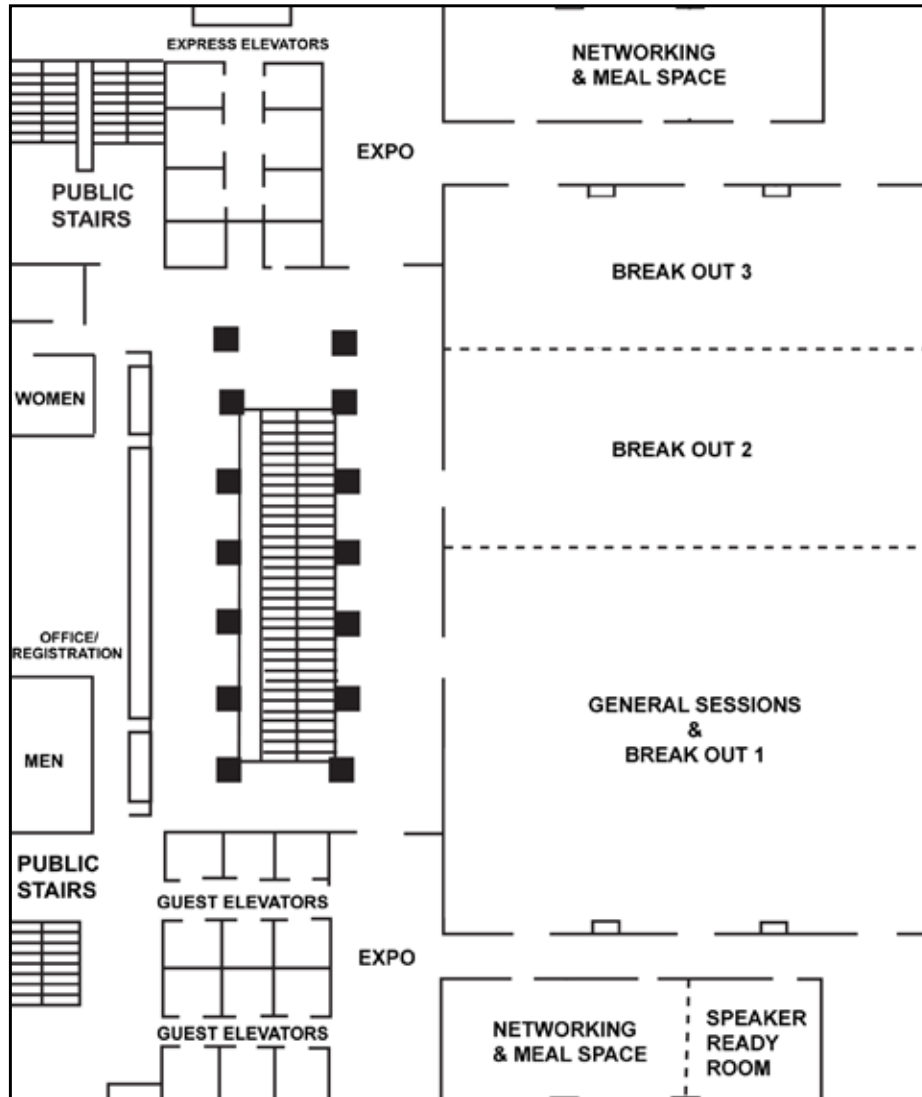 EXPRESS ELEVATORS
NETWORKING
& MEAL SPACE
EXPO
PUBLIC
STAIRS
BREAK OUT 3
WOMEN
BREAK OUT 2
OFFICE/
REGISTRATION
GENERAL SESSIONS
&
BREAK OUT 1
MEN
PUBLIC
STAIRS
GUEST ELEVATORS
EXPO
GUEST ELEVATORS
NETWORKING
& MEAL SPACE
SPEAKER
READY
ROOM